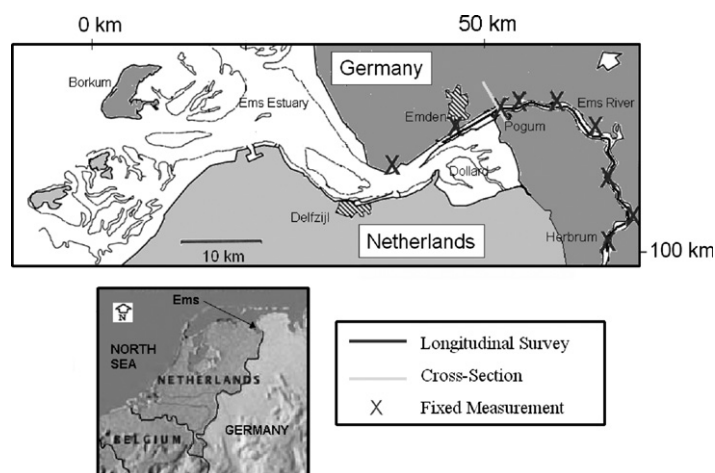 0 km
50 km
Borkum
Ems Estuary
Germany
Emden
Pogum
Ems River
Dollard
Delfzijl
Netherlands
Herbrum
10 km
100 km
Ems
N
NORTH
SEA
NETHERLANDS
BELGIUM
GERMANY
Longitudinal Survey
Cross-Section
X Fixed Measurement